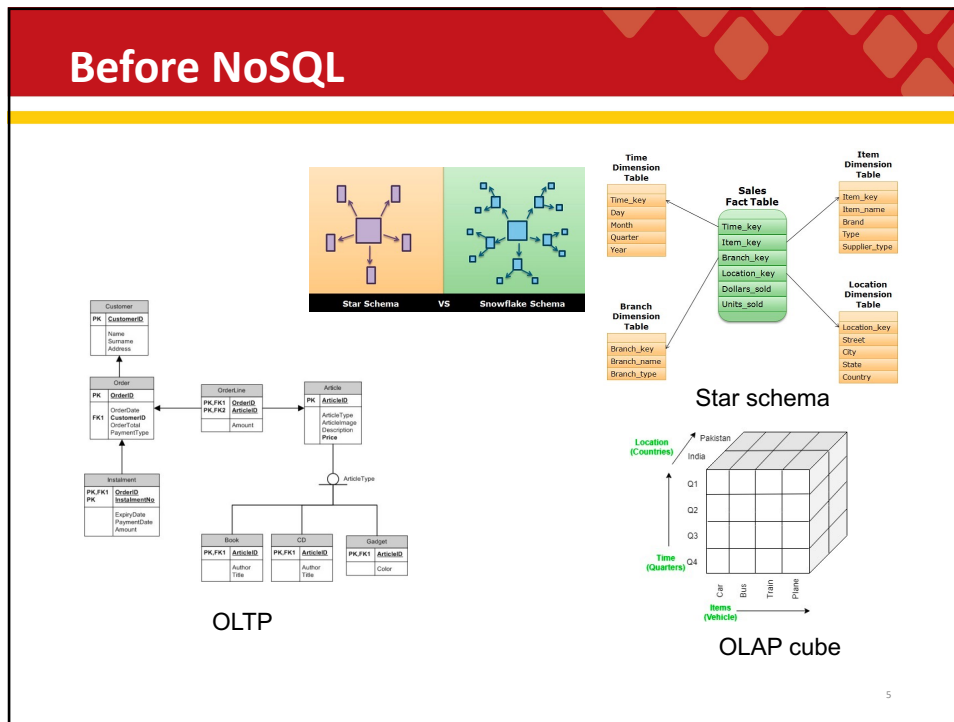 Before NoSQL
Star Schema VS Snowflake Schema
Time
Dimension
Table
Time_key
Day
Month
Quarter
Year
Sales
Fact Table
Time_key
Item_key
Branch_key
Location_key
Dollars_sold
Units_sold
Item
Dimension
Table
Item_key
Item_name
Brand
Type
Supplier_type
Branch
Dimension
Table
Branch_key
Branch_name
Branch_type
Location
Dimension
Table
Location_key
Street
City
State
Country
Star schema
Customer
PK CustomerID
Name
Surname
Address
Order
PK OrderID
OrderDate
FK1 CustomerID
OrderTotal
PaymentType
OrderLine
PK,FK1 OrderID
PK,FK2 ArticleID
Amount
Article
PK ArticleID
ArticleType
ArticleImage
Description
Price
ArticleType
Instalment
PK,FK1 OrderID
PK InstalmentNo
ExpiryDate
PaymentDate
Amount
Book
PK,FK1 ArticleID
Author
Title
CD
PK,FK1 ArticleID
Author
Title
Gadget
PK,FK1 ArticleID
Color
OLTP
Location
(Countries)
Pakistan
India
Q1
Q2
Q3
Q4
Time
(Quarters)
Car
Bus
Train
Plane
Items
(Vehicle)
OLAP cube
5